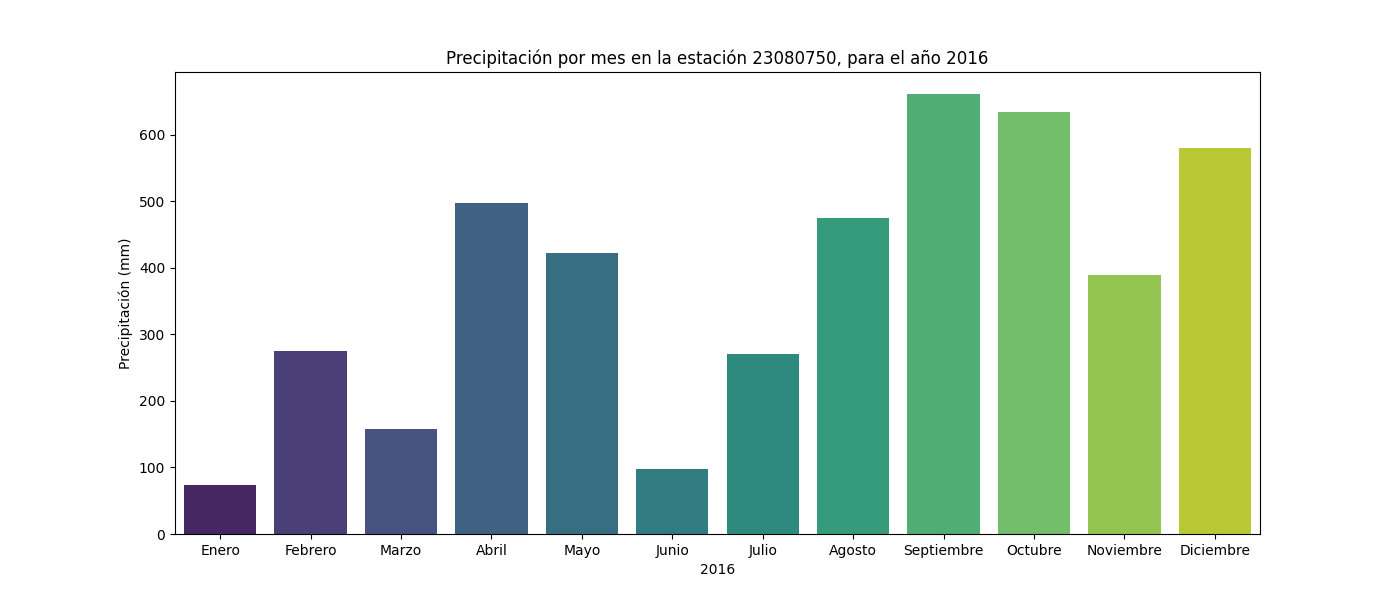 Precipitación por mes en la estación 23080750, para el año 2016
Precipitación (mm)
600
500
400
300
200
100
0
Enero Febrero Marzo Abril Mayo Junio Julio Agosto Septiembre Octubre Noviembre Diciembre
2016